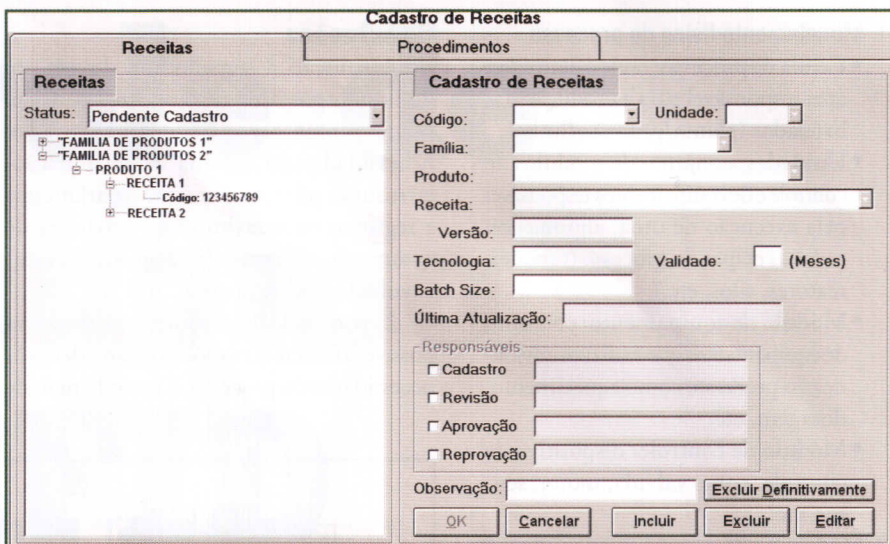 Cadastro de Receitas
Receitas
Procedimentos
Receitas
Status: Pendente Cadastro
"FAMILIA DE PRODUTOS 1"
"FAMILIA DE PRODUTOS 2"
PRODUTO 1
RECEITA 1
Código: 123456789
RECEITA 2
Cadastro de Receitas
Código: Unidade:
Família:
Produto:
Receita:
Versão:
Tecnologia: Validade: (Meses)
Batch Size:
Última Atualização:
Responsáveis
Cadastro
Revisão
Aprovação
Reprovação
Observação: Excluir Definitivamente
OK Cancelar Incluir Excluir Editar